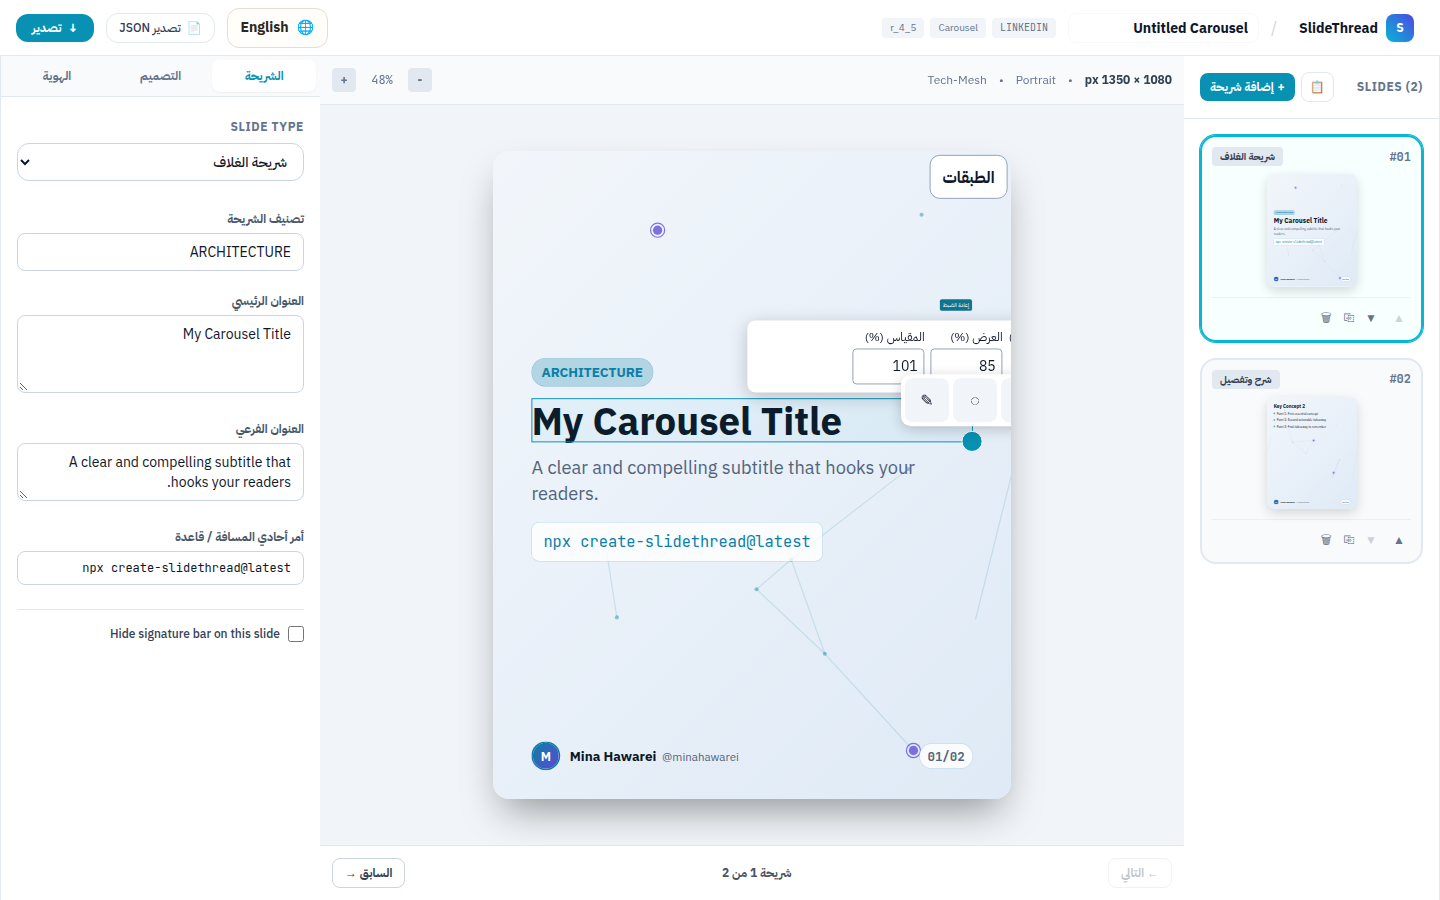 S SlideThread / Untitled Carousel LINKEDIN Carousel r_4_5
English 🌐
تصدير JSON
تصدير ↓
SLIDES (2)
+ إضافة شريحة
#01
شريحة الغلاف
My Carousel Title
#02
شرح وتفصيل
Key Concept 2
1080 × 1350 px • Portrait • Tech-Mesh
- 48% +
الطبقات
إعادة الضبط
العرض (%)
المقياس (%)
85
101
ARCHITECTURE
My Carousel Title
A clear and compelling subtitle that hooks your
readers.
npx create-slidethread@latest
M Mina Hawarei @minahawarei
01/02
← التالي
شريحة 1 من 2
السابق →
الشريحة
التصميم
الهوية
SLIDE TYPE
شريحة الغلاف
تصنيف الشريحة
ARCHITECTURE
العنوان الرئيسي
My Carousel Title
العنوان الفرعي
A clear and compelling subtitle that
hooks your readers.
أمر أحادي المسافة / قاعدة
npx create-slidethread@latest
Hide signature bar on this slide